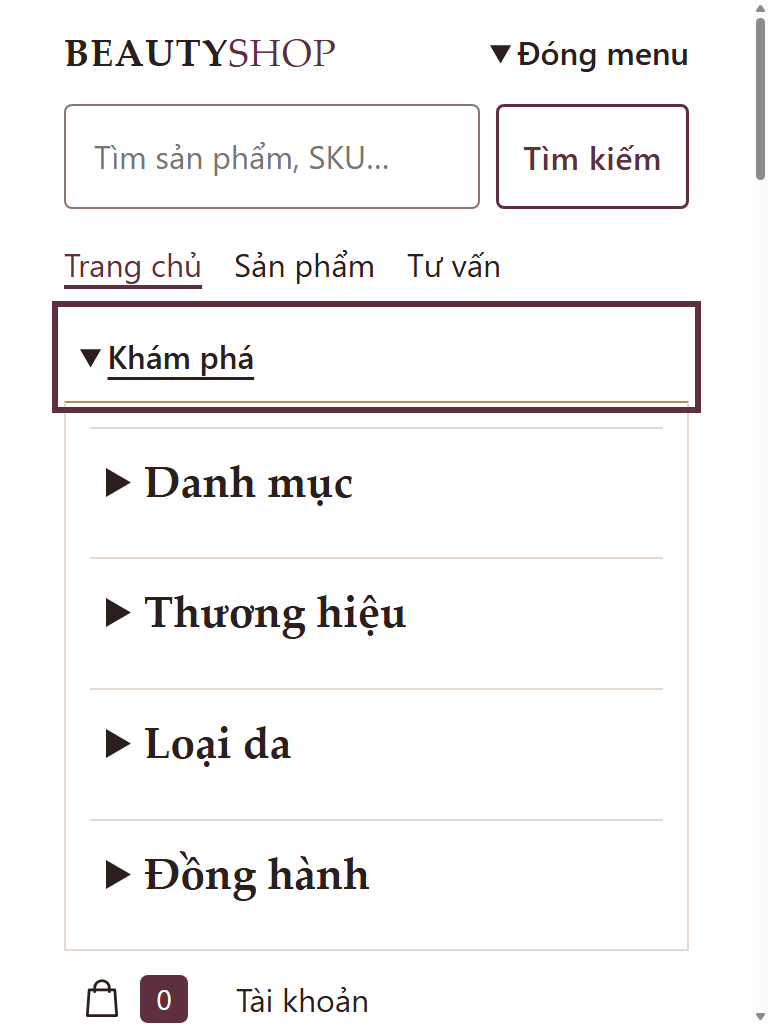 BEAUTYSHOP
Đóng menu
Tìm sản phẩm, SKU...
Tìm kiếm
Trang chủ Sản phẩm Tư vấn
Khám phá
Danh mục
Thương hiệu
Loại da
Đồng hành
0 Tài khoản